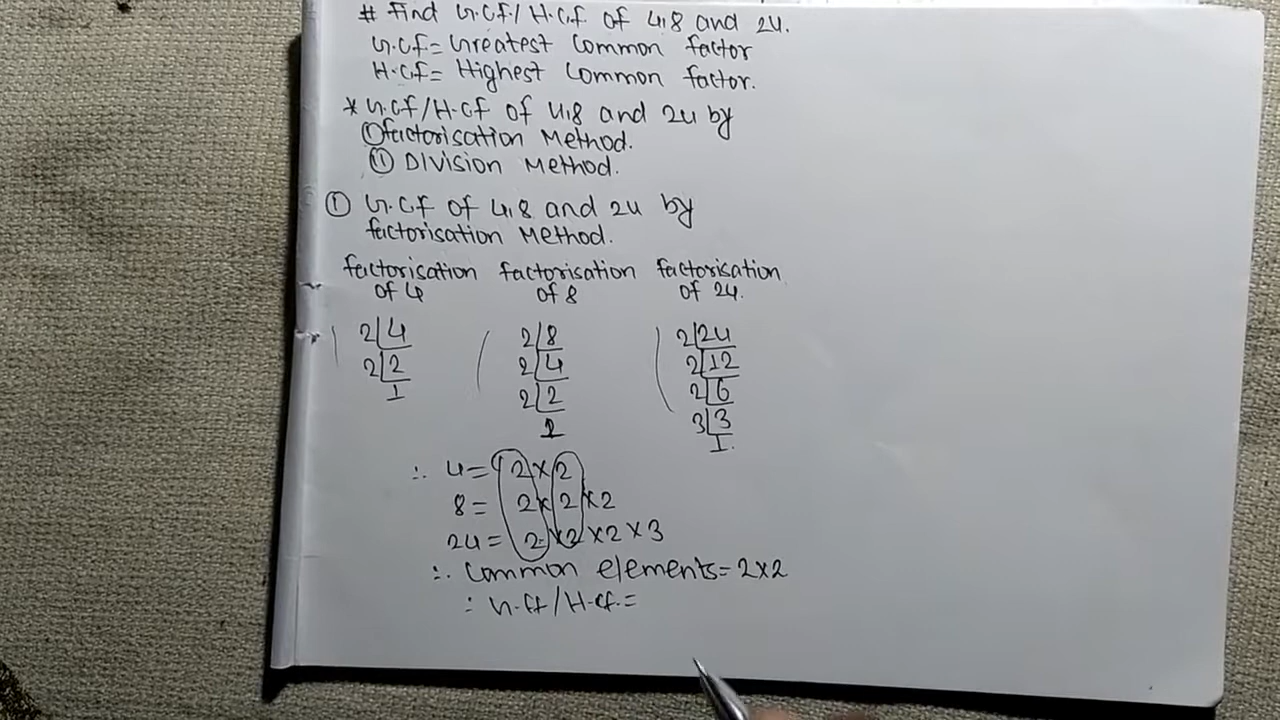 # Find G.C.F/H.C.F of 4,8 and 24.
G.C.F = Greatest Common factor
H.C.F = Highest Common factor.
* G.C.F/H.C.F of 4,8 and 24 by
① factorisation Method.
② Division Method.
① G.C.F of 4,8 and 24 by
factorisation Method.
factorisation factorisation factorisation
of 4 of 8 of 24.
2|4 2|8 2|24
2|2 2|4 2|12
1 2|2 2|6
1 3|3
1.
∴ 4 = 2×2
8 = 2×2×2
24 = 2×2×2×3
∴ Common elements = 2×2
: G.C.F/H.C.F. =